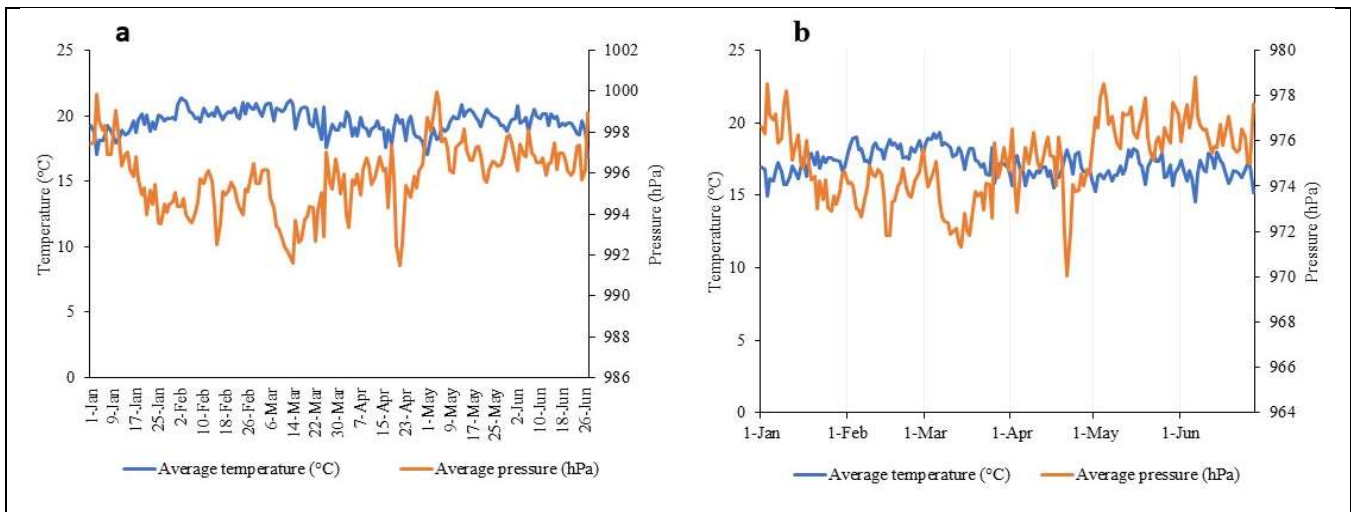 a
25
20
15
10
5
0
Temperature (°C)
1002
1000
998
996
994
992
990
988
986
Pressure (hPa)
1-Jan
9-Jan
17-Jan
25-Jan
2-Feb
10-Feb
18-Feb
26-Feb
6-Mar
14-Mar
22-Mar
30-Mar
7-Apr
15-Apr
23-Apr
1-May
9-May
17-May
25-May
2-Jun
10-Jun
18-Jun
26-Jun
Average temperature (°C)
Average pressure (hPa)
b
25
20
15
10
5
0
Temperature (°C)
980
978
976
974
972
970
968
966
964
Pressure (hPa)
1-Jan
1-Feb
1-Mar
1-Apr
1-May
1-Jun
Average temperature (°C)
Average pressure (hPa)